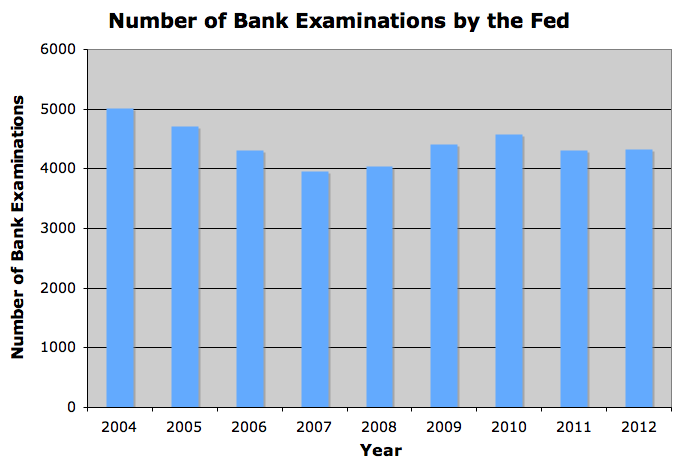 Number of Bank Examinations by the Fed
Number of Bank Examinations
6000
5000
4000
3000
2000
1000
0
2004 2005 2006 2007 2008 2009 2010 2011 2012
Year